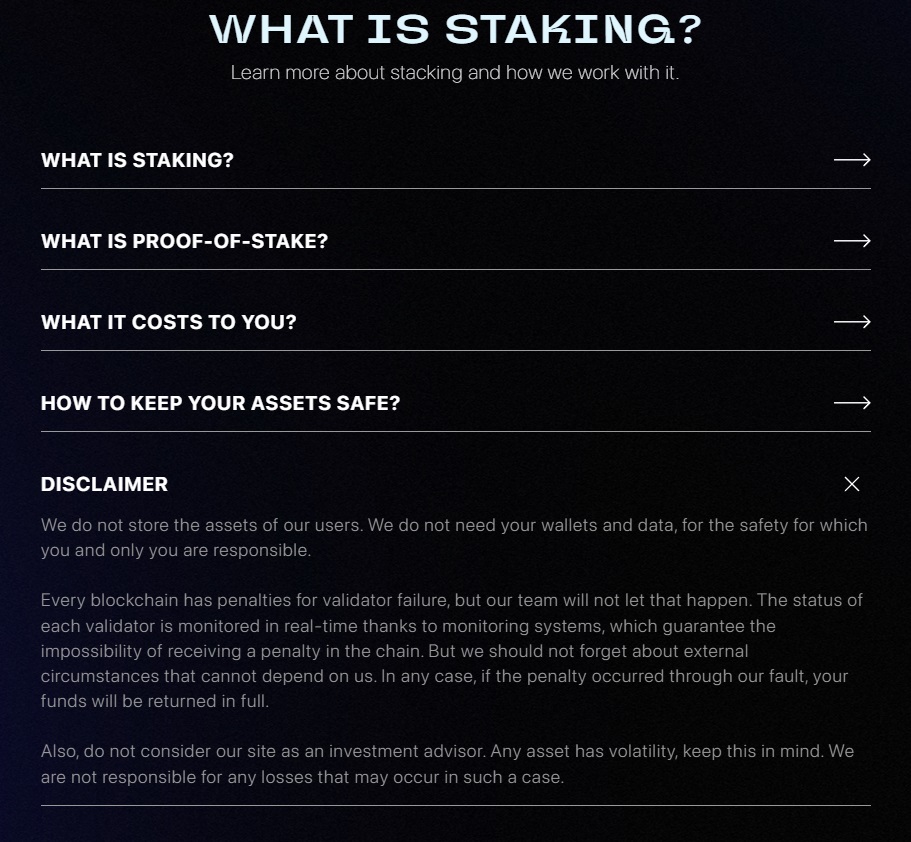 WHAT IS STAKING?
Learn more about stacking and how we work with it.
WHAT IS STAKING?
WHAT IS PROOF-OF-STAKE?
WHAT IT COSTS TO YOU?
HOW TO KEEP YOUR ASSETS SAFE?
DISCLAIMER
We do not store the assets of our users. We do not need your wallets and data, for the safety for which
you and only you are responsible.
Every blockchain has penalties for validator failure, but our team will not let that happen. The status of
each validator is monitored in real-time thanks to monitoring systems, which guarantee the
impossibility of receiving a penalty in the chain. But we should not forget about external
circumstances that cannot depend on us. In any case, if the penalty occurred through our fault, your
funds will be returned in full.
Also, do not consider our site as an investment advisor. Any asset has volatility, keep this in mind. We
are not responsible for any losses that may occur in such a case.